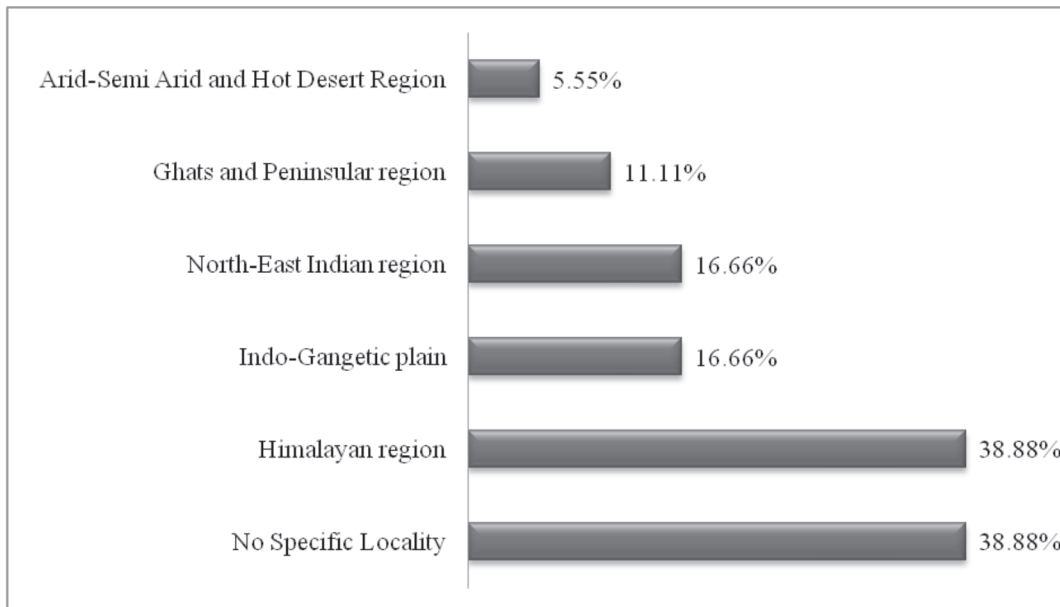 Arid-Semi Arid and Hot Desert Region 5.55%
Ghats and Peninsular region 11.11%
North-East Indian region 16.66%
Indo-Gangetic plain 16.66%
Himalayan region 38.88%
No Specific Locality 38.88%